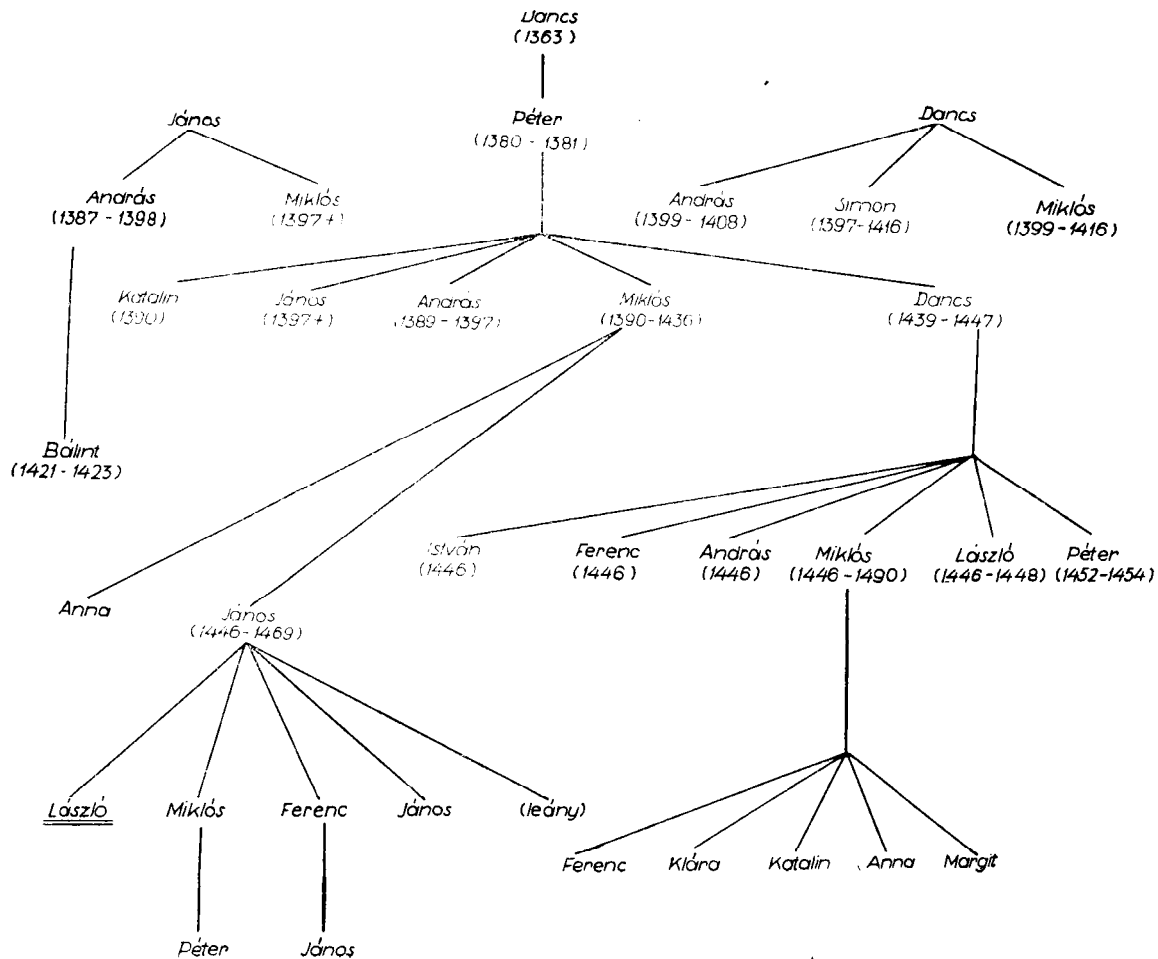 Dancs
(1363)
János
Péter
(1380 - 1381)
Dancs
András
(1387 - 1398)
Miklós
(1397+)
András
(1399 - 1408)
Simon
(1397-1416)
Miklós
(1399-1416)
Katalin
(1390)
János
(1397+)
András
(1389-1397)
Miklós
(1390-1436)
Dancs
(1439-1447)
Bálint
(1421-1423)
István
(1446)
Ferenc
(1446)
András
(1446)
Miklós
(1446-1490)
László
(1446-1448)
Péter
(1452-1454)
Anna
János
(1446-1469)
László
Miklós
Ferenc
János
(leány)
Ferenc
Klára
Katalin
Anna
Margit
Péter
János